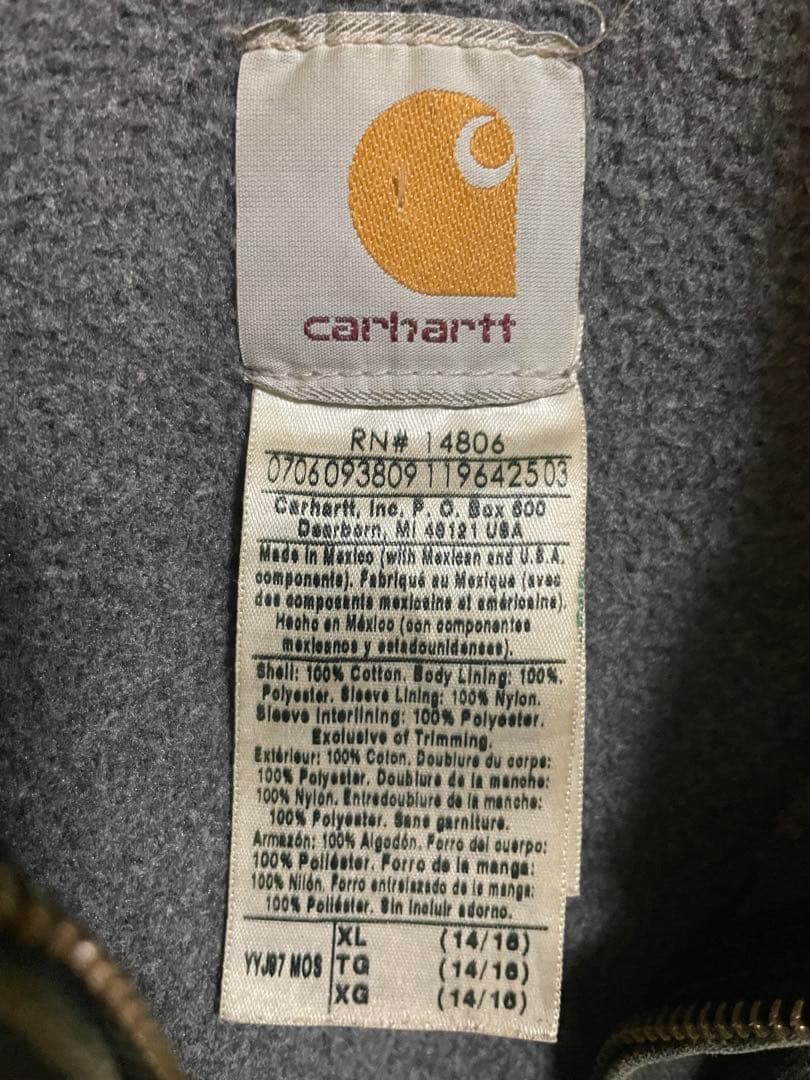 carhartt
RN# 14806
0706093809 1196425 03
Carhartt, Inc. P. O. Box 600
Dearborn, MI 48121 USA
Made in Mexico (with Mexican and U.S.A.
components). Fabriqué au Mexique (avec
des composants mexicains et américains).
Hecho en México (con componentes
mexicanos y estadounidenses).
Shell: 100% Cotton. Body Lining: 100%.
Polyester. Sleeve Lining: 100% Nylon.
Sleeve Interlining: 100% Polyester.
Exclusive of Trimming.
Extérieur: 100% Coton. Doublure du corps:
100% Polyester. Doublure de la manche:
100% Nylon. Entredoublure de la manche:
100% Polyester. Sans garniture.
Armazón: 100% Algodón. Forro del cuerpo:
100% Poliéster. Forro de la manga:
100% Nilón. Forro entrelazado de la manga:
100% Poliéster. Sin incluir adorno.
XL (14/16)
YYJ97 MOS TG (14/16)
XG (14/16)